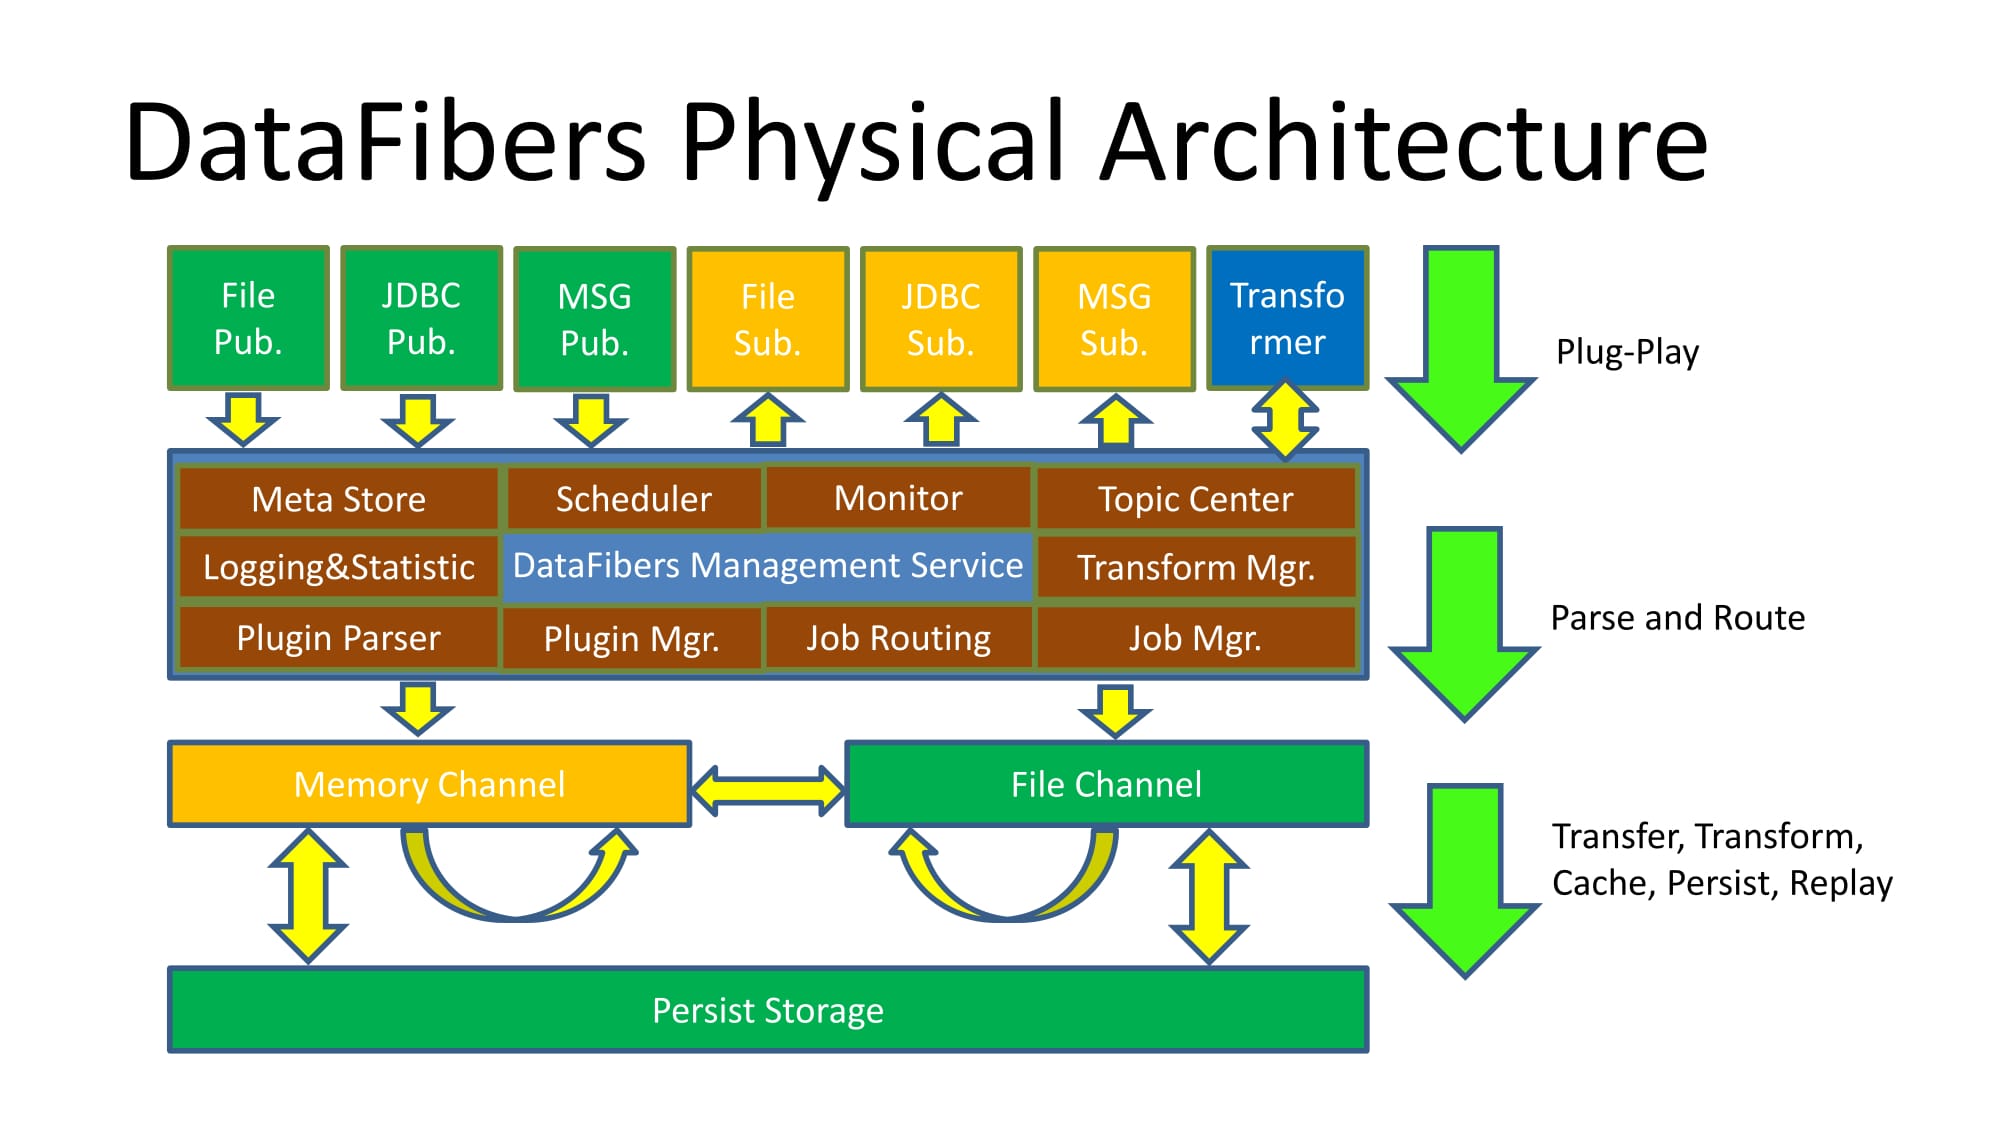 DataFibers Physical Architecture
File
Pub.
JDBC
Pub.
MSG
Pub.
File
Sub.
JDBC
Sub.
MSG
Sub.
Transfo
rmer
Plug-Play
Meta Store
Scheduler
Monitor
Topic Center
Logging&Statistic
DataFibers Management Service
Transform Mgr.
Plugin Parser
Plugin Mgr.
Job Routing
Job Mgr.
Parse and Route
Memory Channel
File Channel
Transfer, Transform,
Cache, Persist, Replay
Persist Storage